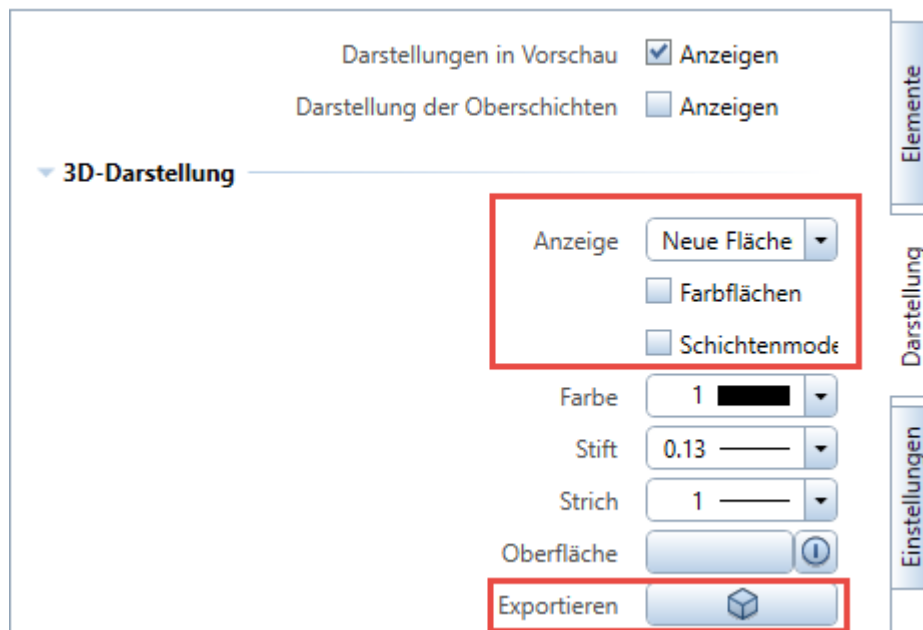 Darstellungen in Vorschau Anzeigen
Darstellung der Oberschichten Anzeigen
3D-Darstellung
Anzeige Neue Fläche
Farbflächen
Schichtenmode
Farbe 1
Stift 0.13
Strich 1
Oberfläche
Exportieren
Elemente
Darstellung
Einstellungen